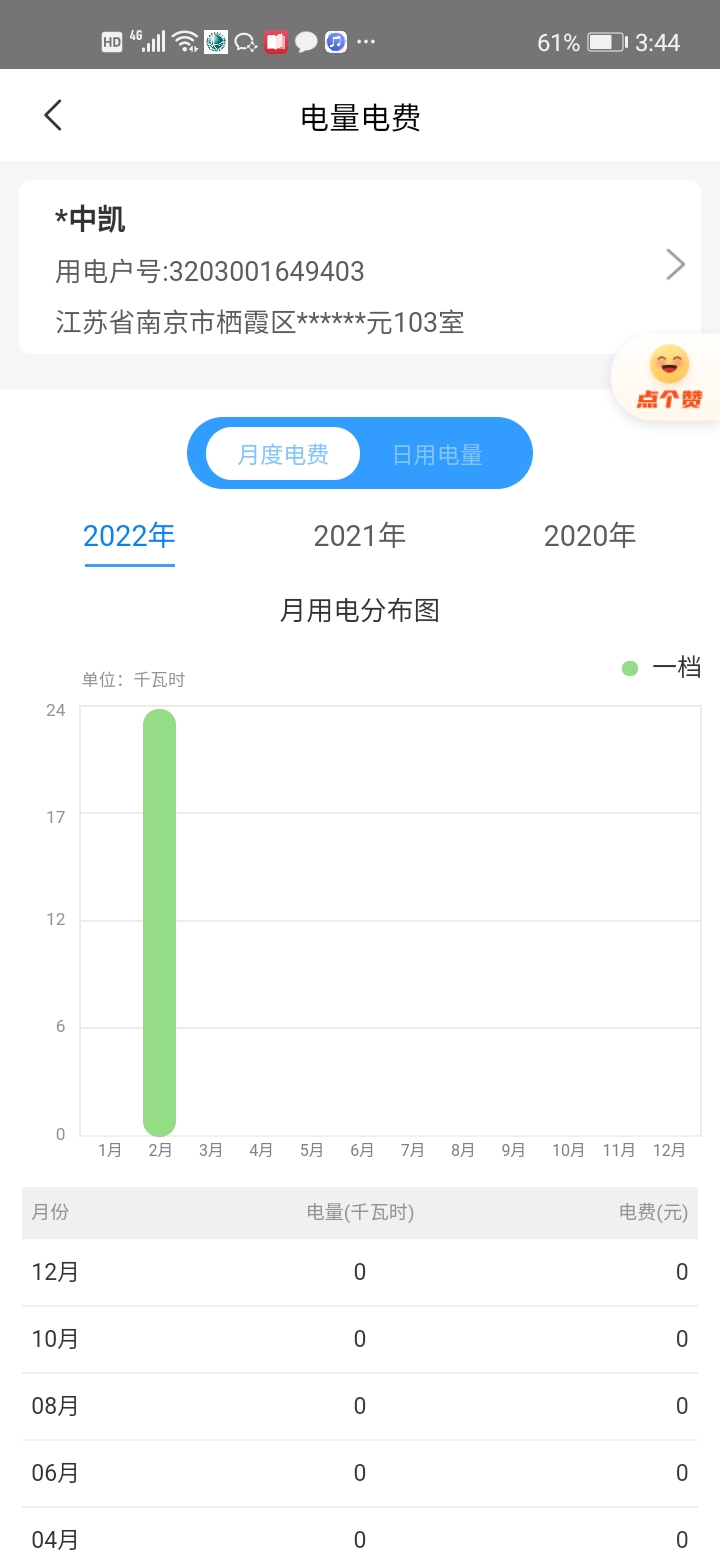 HD 4G 61% 3:44
电量电费
*中凯
用电户号:3203001649403
江苏省南京市栖霞区******元103室
点个赞
月度电费 日用电量
2022年 2021年 2020年
月用电分布图
单位：千瓦时 一档
24
17
12
6
0
1月 2月 3月 4月 5月 6月 7月 8月 9月 10月 11月 12月
月份 电量(千瓦时) 电费(元)
12月 0 0
10月 0 0
08月 0 0
06月 0 0
04月 0 0